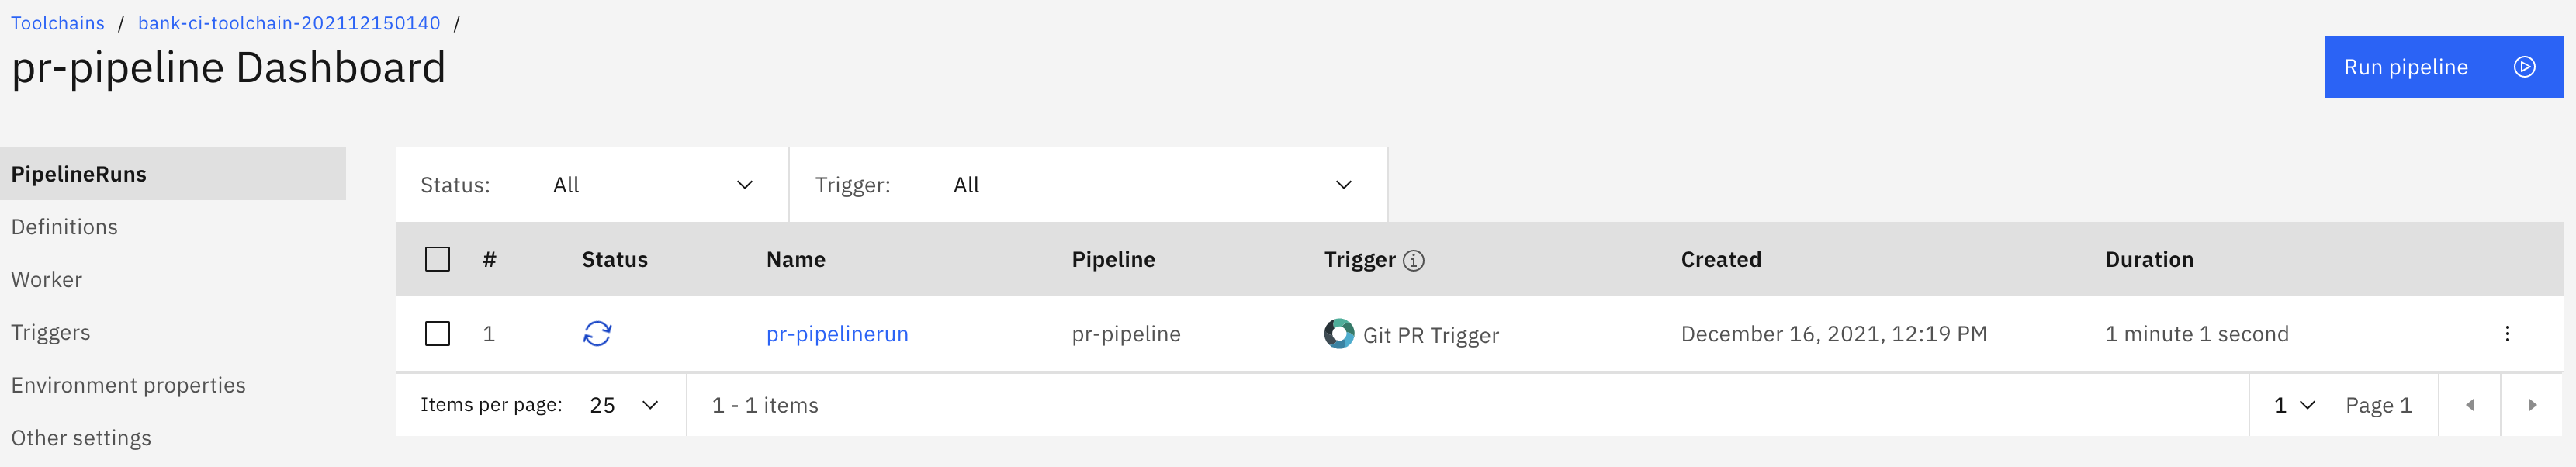 Toolchains / bank-ci-toolchain-202112150140 /
pr-pipeline Dashboard
Run pipeline
PipelineRuns
Definitions
Worker
Triggers
Environment properties
Other settings
Status: All Trigger: All
# Status Name Pipeline Trigger Created Duration
1 pr-pipelinerun pr-pipeline Git PR Trigger December 16, 2021, 12:19 PM 1 minute 1 second
Items per page: 25 1 - 1 items 1 Page 1